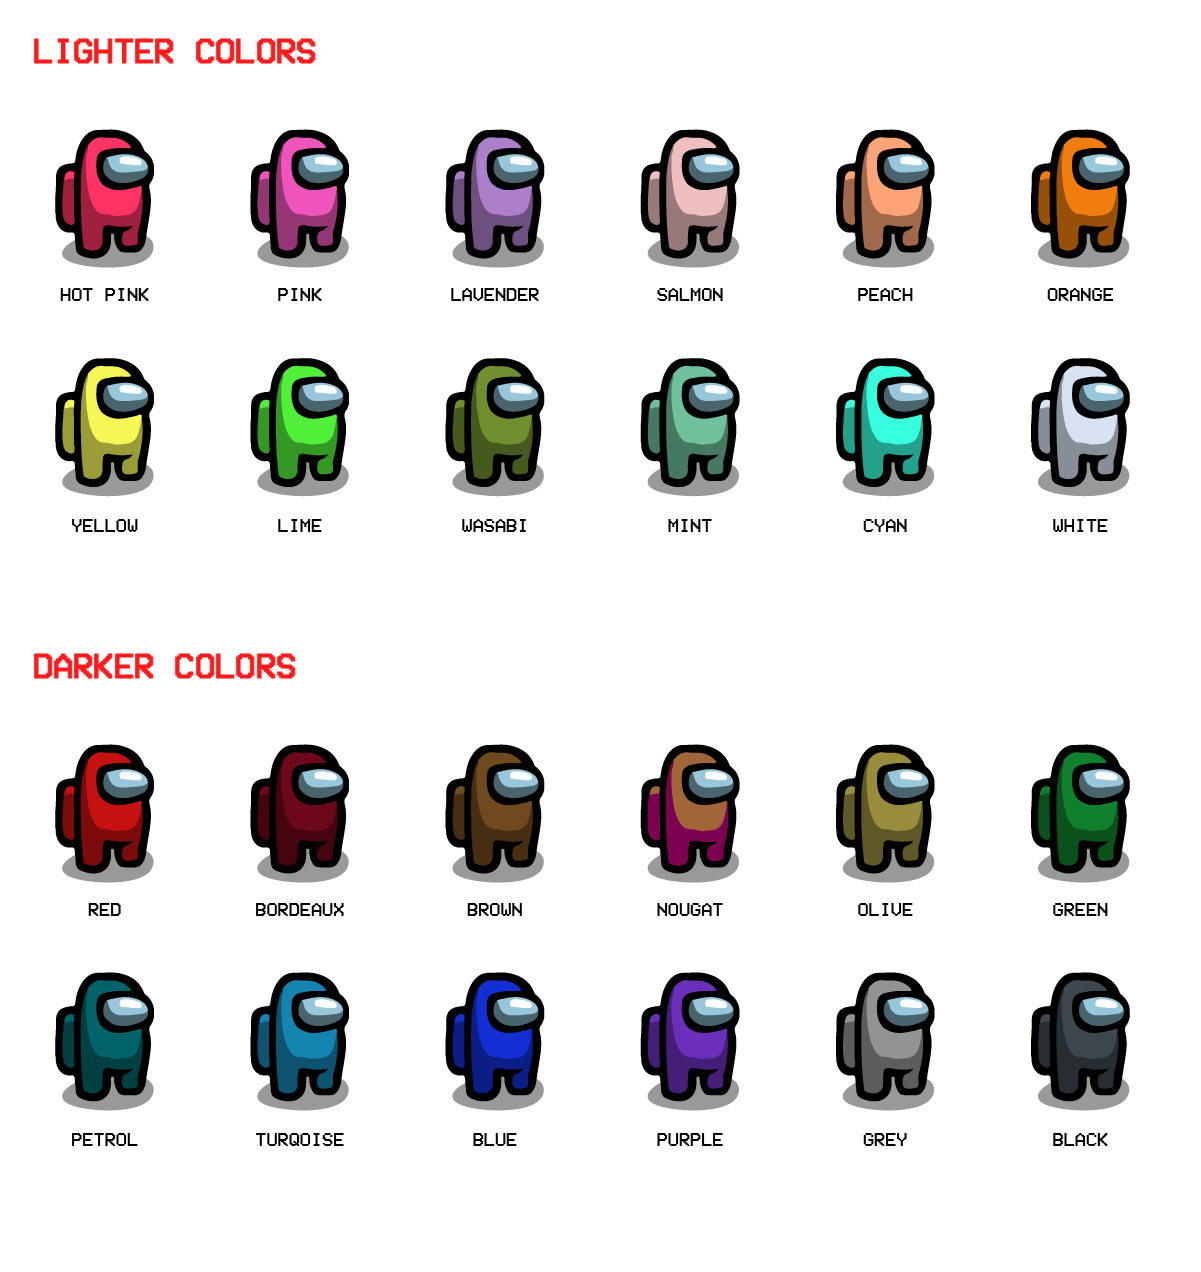 LIGHTER COLORS
HOT PINK PINK LAVENDER SALMON PEACH ORANGE
YELLOW LIME WASABI MINT CYAN WHITE
DARKER COLORS
RED BORDEAUX BROWN NOUGAT OLIVE GREEN
PETROL TURQOISE BLUE PURPLE GREY BLACK